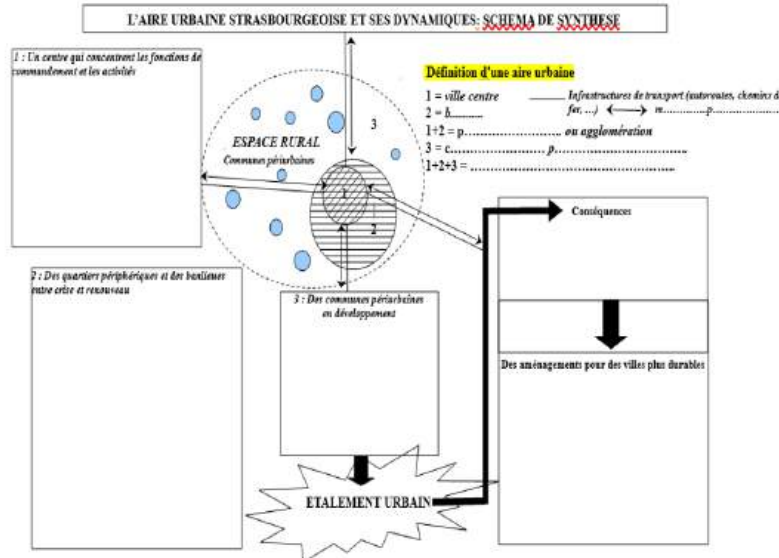 L'AIRE URBAINE STRASBOURGEOISE ET SES DYNAMIQUES: SCHEMA DE SYNTHESE
1 : Un centre qui concentrent les fonctions de
commandement et les activités
3
ESPACE RURAL
Communes périurbaines
1
2
Définition d'une aire urbaine
1 = ville centre
2 = b..........
1+2 = p........................ ou agglomération
3 = c........................ p..............................
1+2+3 = ...............................................
Infrastructures de transport (autoroutes, chemins d
fer, ...) m...............p..............
Conséquences
2 : Des quartiers périphériques et des banlieues
entre crise et renouveau
3 : Des communes périurbaines
en développement
Des aménagements pour des villes plus durables
ETALEMENT URBAIN